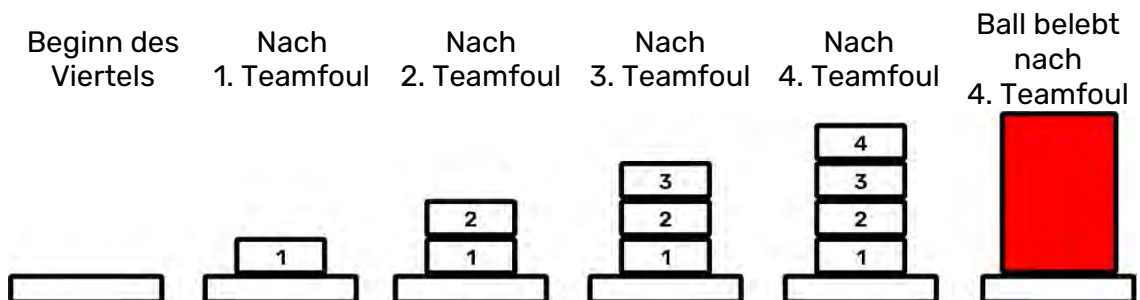 Beginn des
Viertels
Nach
1. Teamfoul
Nach
2. Teamfoul
Nach
3. Teamfoul
Nach
4. Teamfoul
Ball belebt
nach
4. Teamfoul
1
2
1
3
2
1
4
3
2
1